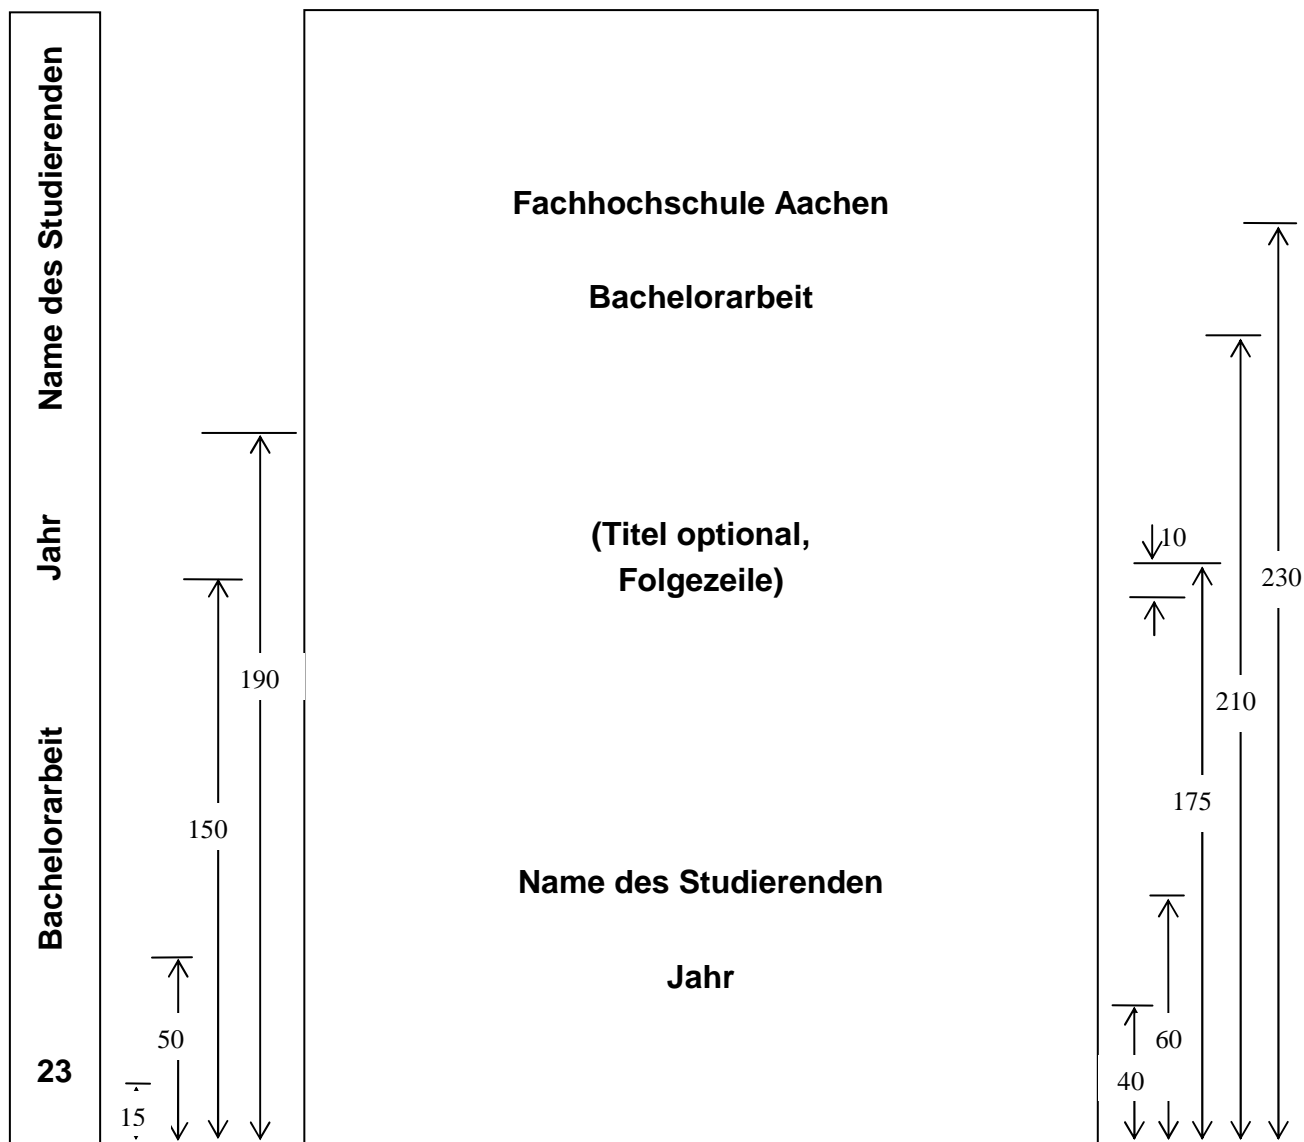 Name des Studierenden
Jahr
Bachelorarbeit
23
190
150
50
15
Fachhochschule Aachen
Bachelorarbeit
(Titel optional,
Folgezeile)
Name des Studierenden
Jahr
10
230
210
175
60
40